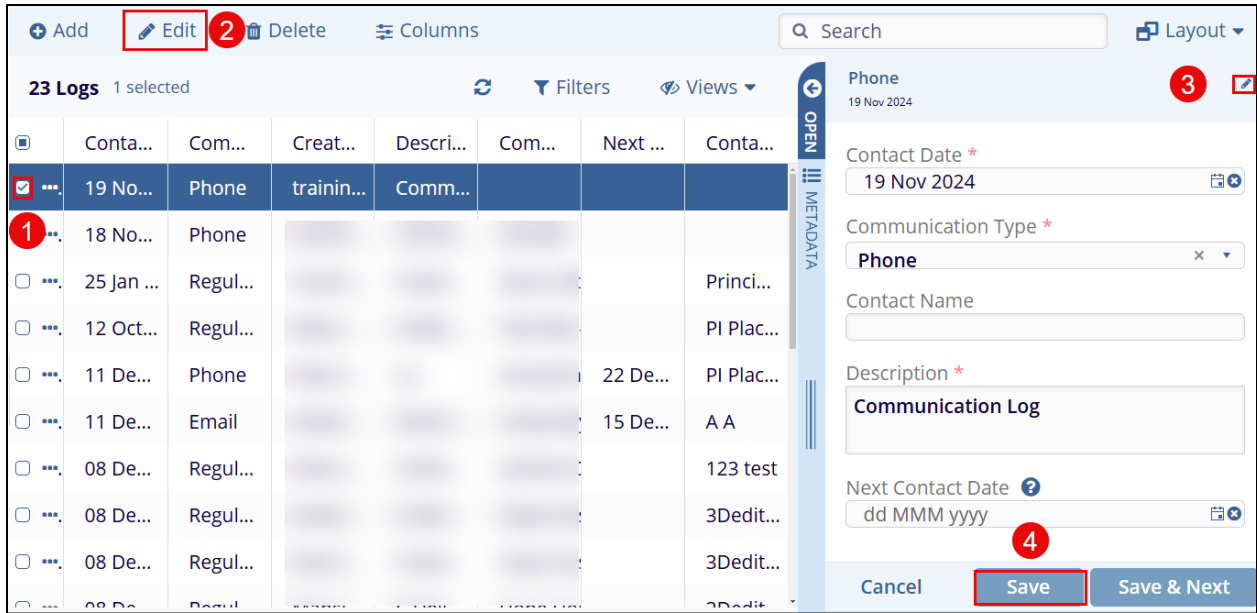 Add Edit 2 Delete Columns Search Layout
23 Logs 1 selected Filters Views
Phone 3
19 Nov 2024
OPEN
METADATA
Conta... Com... Creat... Descri... Com... Next ... Conta...
19 No... Phone trainin... Comm...
1 18 No... Phone
25 Jan ... Regul... Princi...
12 Oct... Regul... PI Plac...
11 De... Phone 22 De... PI Plac...
11 De... Email 15 De... A A
08 De... Regul... 123 test
08 De... Regul... 3Dedit...
08 De... Regul... 3Dedit...
Contact Date *
19 Nov 2024
Communication Type *
Phone
Contact Name
Description *
Communication Log
Next Contact Date ?
dd MMM yyyy
4
Cancel Save Save & Next